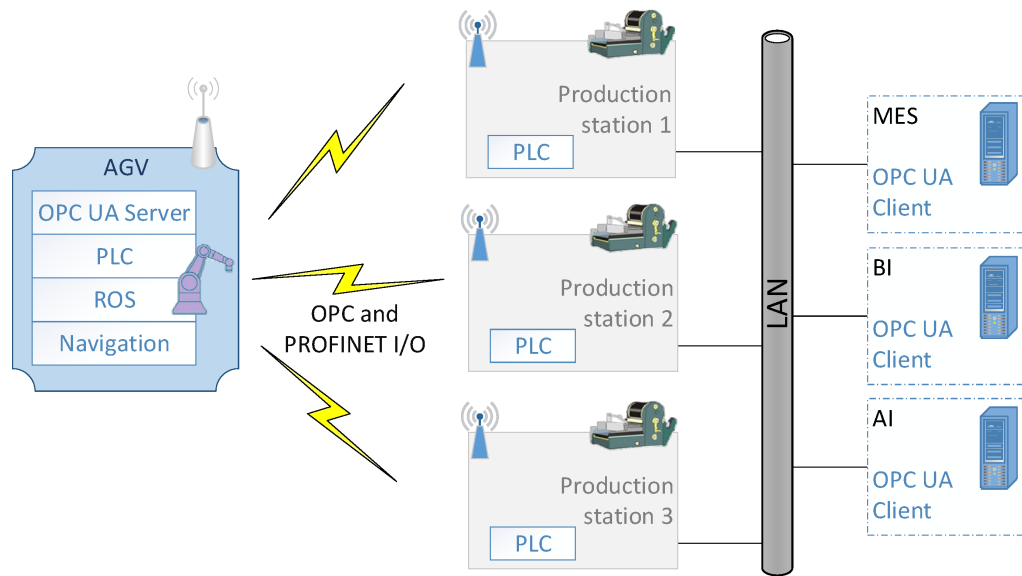 AGV
OPC UA Server
PLC
ROS
Navigation
OPC and
PROFINET I/O
Production
station 1
PLC
Production
station 2
PLC
Production
station 3
PLC
LAN
MES
OPC UA
Client
BI
OPC UA
Client
AI
OPC UA
Client